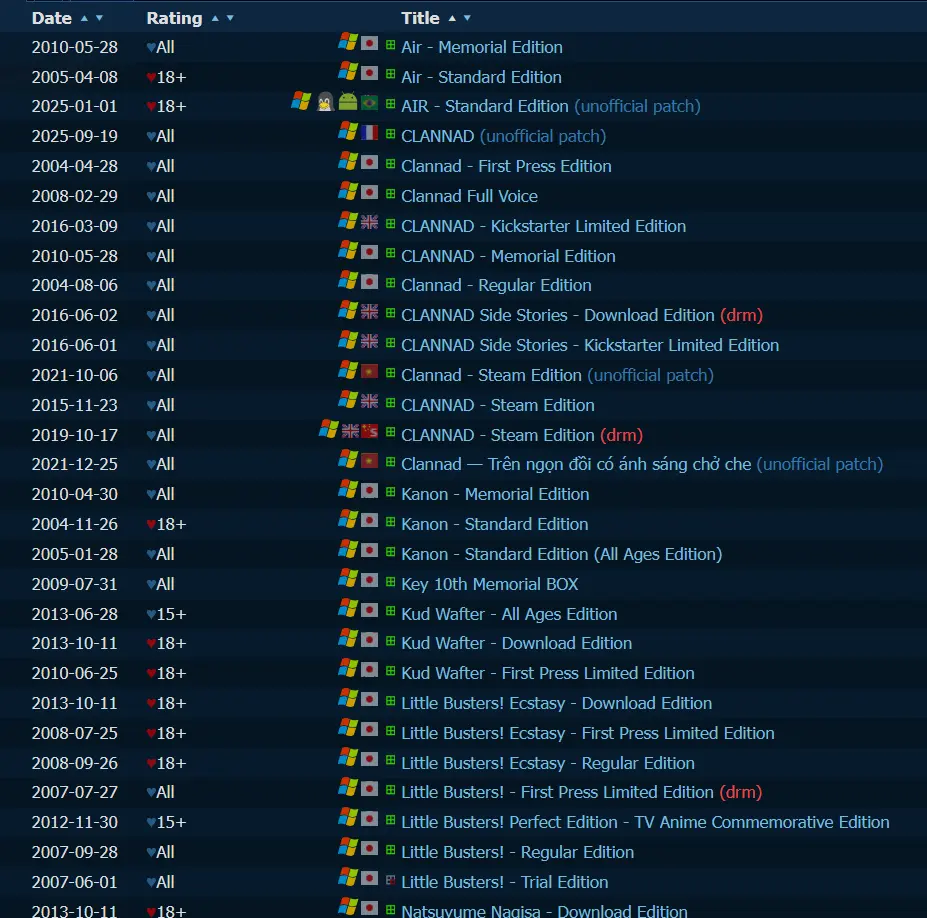 Date Rating Title
2010-05-28 All Air - Memorial Edition
2005-04-08 18+ Air - Standard Edition
2025-01-01 18+ AIR - Standard Edition (unofficial patch)
2025-09-19 All CLANNAD (unofficial patch)
2004-04-28 All Clannad - First Press Edition
2008-02-29 All Clannad Full Voice
2016-03-09 All CLANNAD - Kickstarter Limited Edition
2010-05-28 All CLANNAD - Memorial Edition
2004-08-06 All Clannad - Regular Edition
2016-06-02 All CLANNAD Side Stories - Download Edition (drm)
2016-06-01 All CLANNAD Side Stories - Kickstarter Limited Edition
2021-10-06 All Clannad - Steam Edition (unofficial patch)
2015-11-23 All CLANNAD - Steam Edition
2019-10-17 All CLANNAD - Steam Edition (drm)
2021-12-25 All Clannad — Trên ngọn đồi có ánh sáng chở che (unofficial patch)
2010-04-30 All Kanon - Memorial Edition
2004-11-26 18+ Kanon - Standard Edition
2005-01-28 All Kanon - Standard Edition (All Ages Edition)
2009-07-31 All Key 10th Memorial BOX
2013-06-28 15+ Kud Wafter - All Ages Edition
2013-10-11 18+ Kud Wafter - Download Edition
2010-06-25 18+ Kud Wafter - First Press Limited Edition
2013-10-11 18+ Little Busters! Ecstasy - Download Edition
2008-07-25 18+ Little Busters! Ecstasy - First Press Limited Edition
2008-09-26 18+ Little Busters! Ecstasy - Regular Edition
2007-07-27 All Little Busters! - First Press Limited Edition (drm)
2012-11-30 15+ Little Busters! Perfect Edition - TV Anime Commemorative Edition
2007-09-28 All Little Busters! - Regular Edition
2007-06-01 All Little Busters! - Trial Edition
2013-10-11 18+ Natsuyume Nagisa - Download Edition